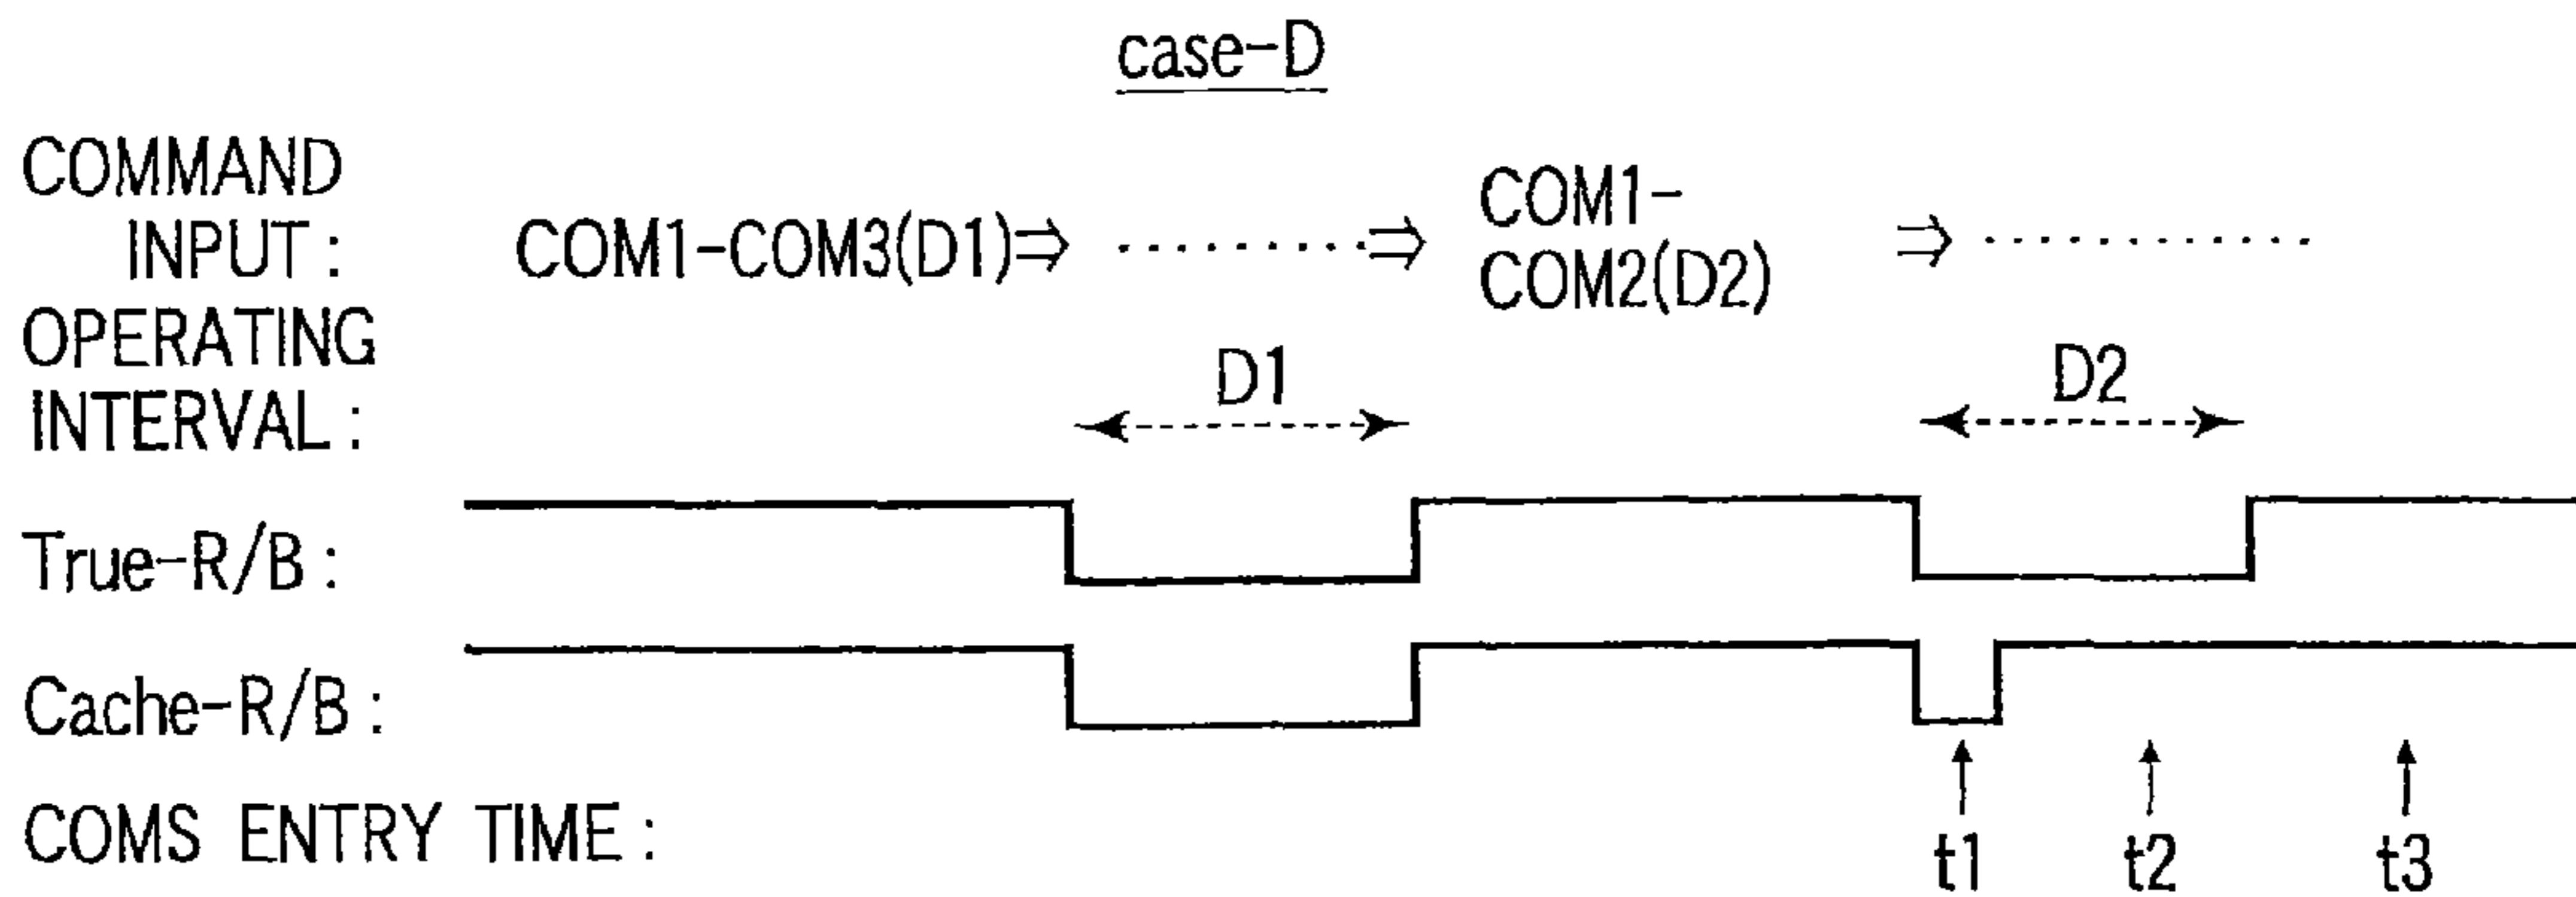 case-D
COMMAND
INPUT :
COM1-COM3(D1)⇒ ········⇒ COM1-
COM2(D2) ⇒ ··········
OPERATING
INTERVAL :
D1 D2
True-R/B :
Cache-R/B :
COMS ENTRY TIME :
t1 t2 t3